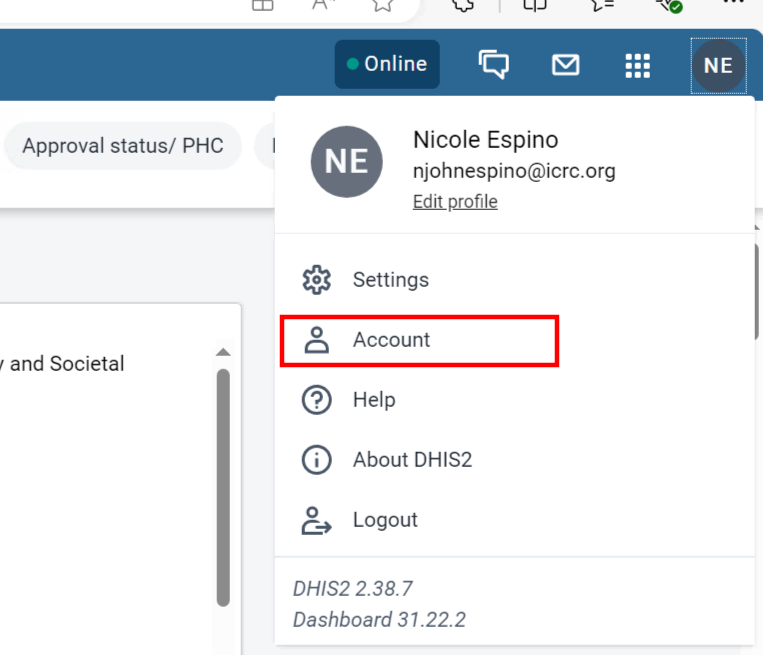 Online
NE
Approval status/ PHC
NE
Nicole Espino
njohnespino@icrc.org
Edit profile
Settings
Account
y and Societal
Help
About DHIS2
Logout
DHIS2 2.38.7
Dashboard 31.22.2